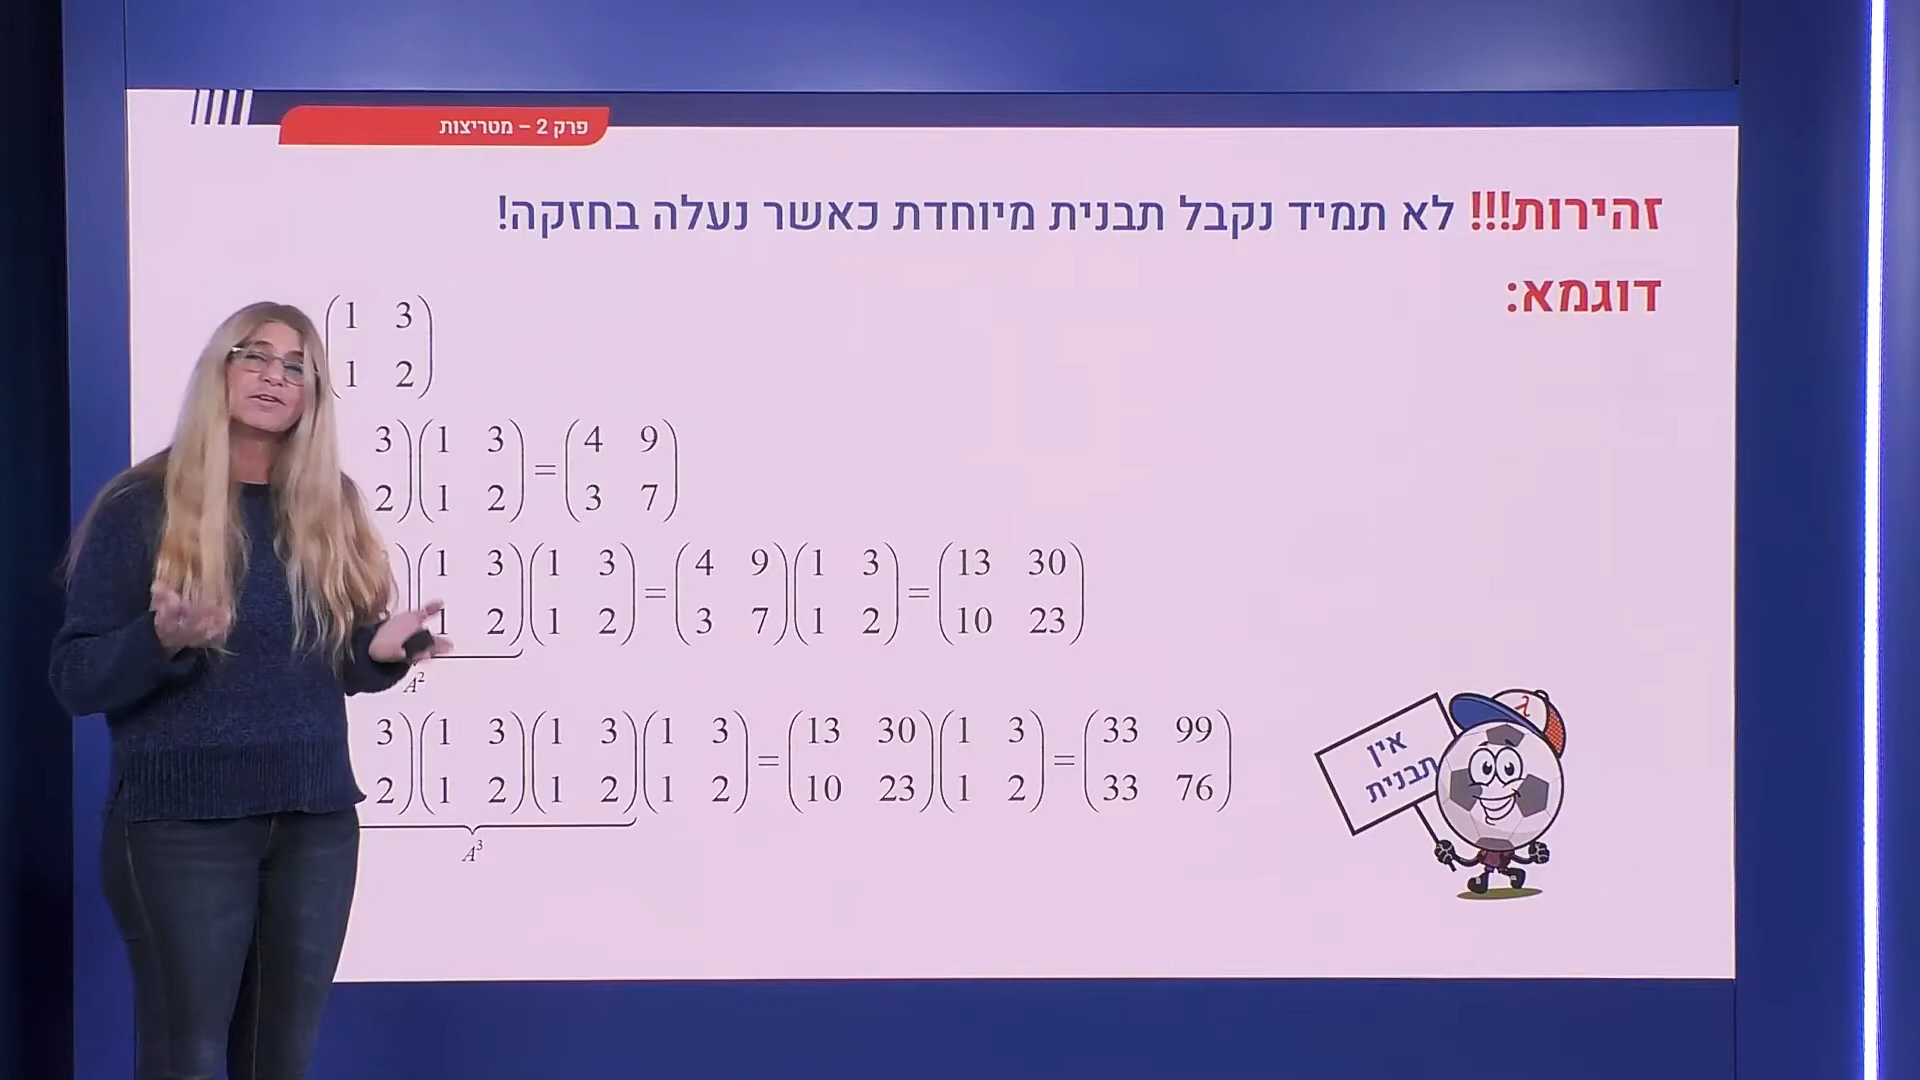 פרק 2 – מטריצות
זהירות!!! לא תמיד נקבל תבנית מיוחדת כאשר נעלה בחזקה!
דוגמא:
1 3
1 2
3 1 3 = 4 9
2 1 2 3 7
1 3 1 3 = 4 9 1 3 = 13 30
1 2 1 2 3 7 1 2 10 23
A²
3 1 3 1 3 1 3 = 13 30 1 3 = 33 99
2 1 2 1 2 1 2 10 23 1 2 33 76
A³
אין
תבנית
λ